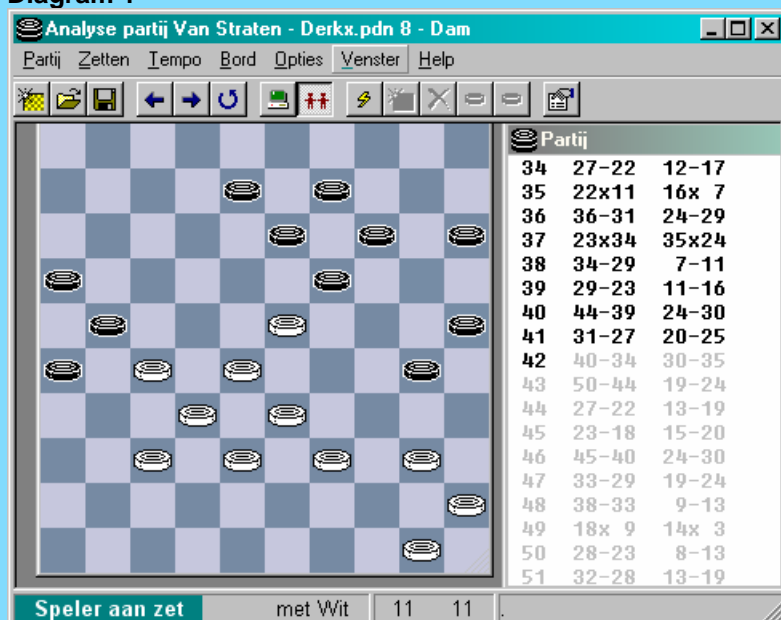 Analyse partij Van Straten - Derkx.pdn 8 - Dam
Partij Zetten Tempo Bord Opties Venster Help
Partij
34 27-22 12-17
35 22x11 16x 7
36 36-31 24-29
37 23x34 35x24
38 34-29 7-11
39 29-23 11-16
40 44-39 24-30
41 31-27 20-25
42 40-34 30-35
43 50-44 19-24
44 27-22 13-19
45 23-18 15-20
46 45-40 24-30
47 33-29 19-24
48 38-33 9-13
49 18x 9 14x 3
50 28-23 8-13
51 32-28 13-19
Speler aan zet met Wit 11 11 .